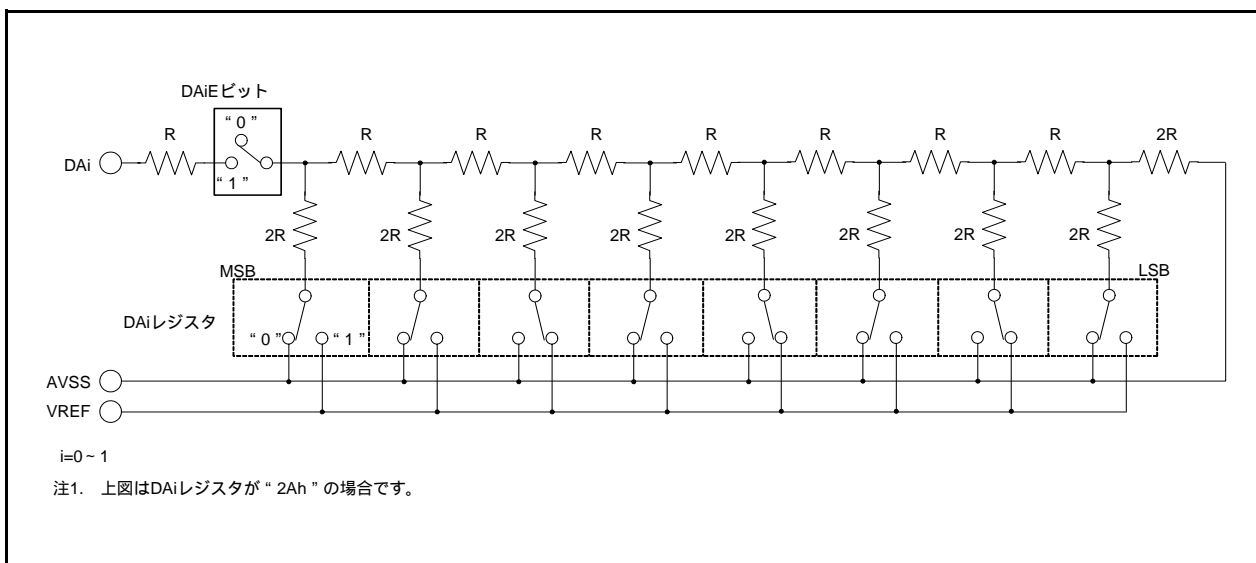 DAiEビット
“ 0 ”
“ 1 ”
DAi
R
R
R
R
R
R
R
R
2R
2R
2R
2R
2R
2R
2R
2R
2R
MSB
LSB
DAiレジスタ
“ 0 ”
“ 1 ”
AVSS
VREF
i=0 ~ 1
注1. 上図はDAiレジスタが “ 2Ah ” の場合です。